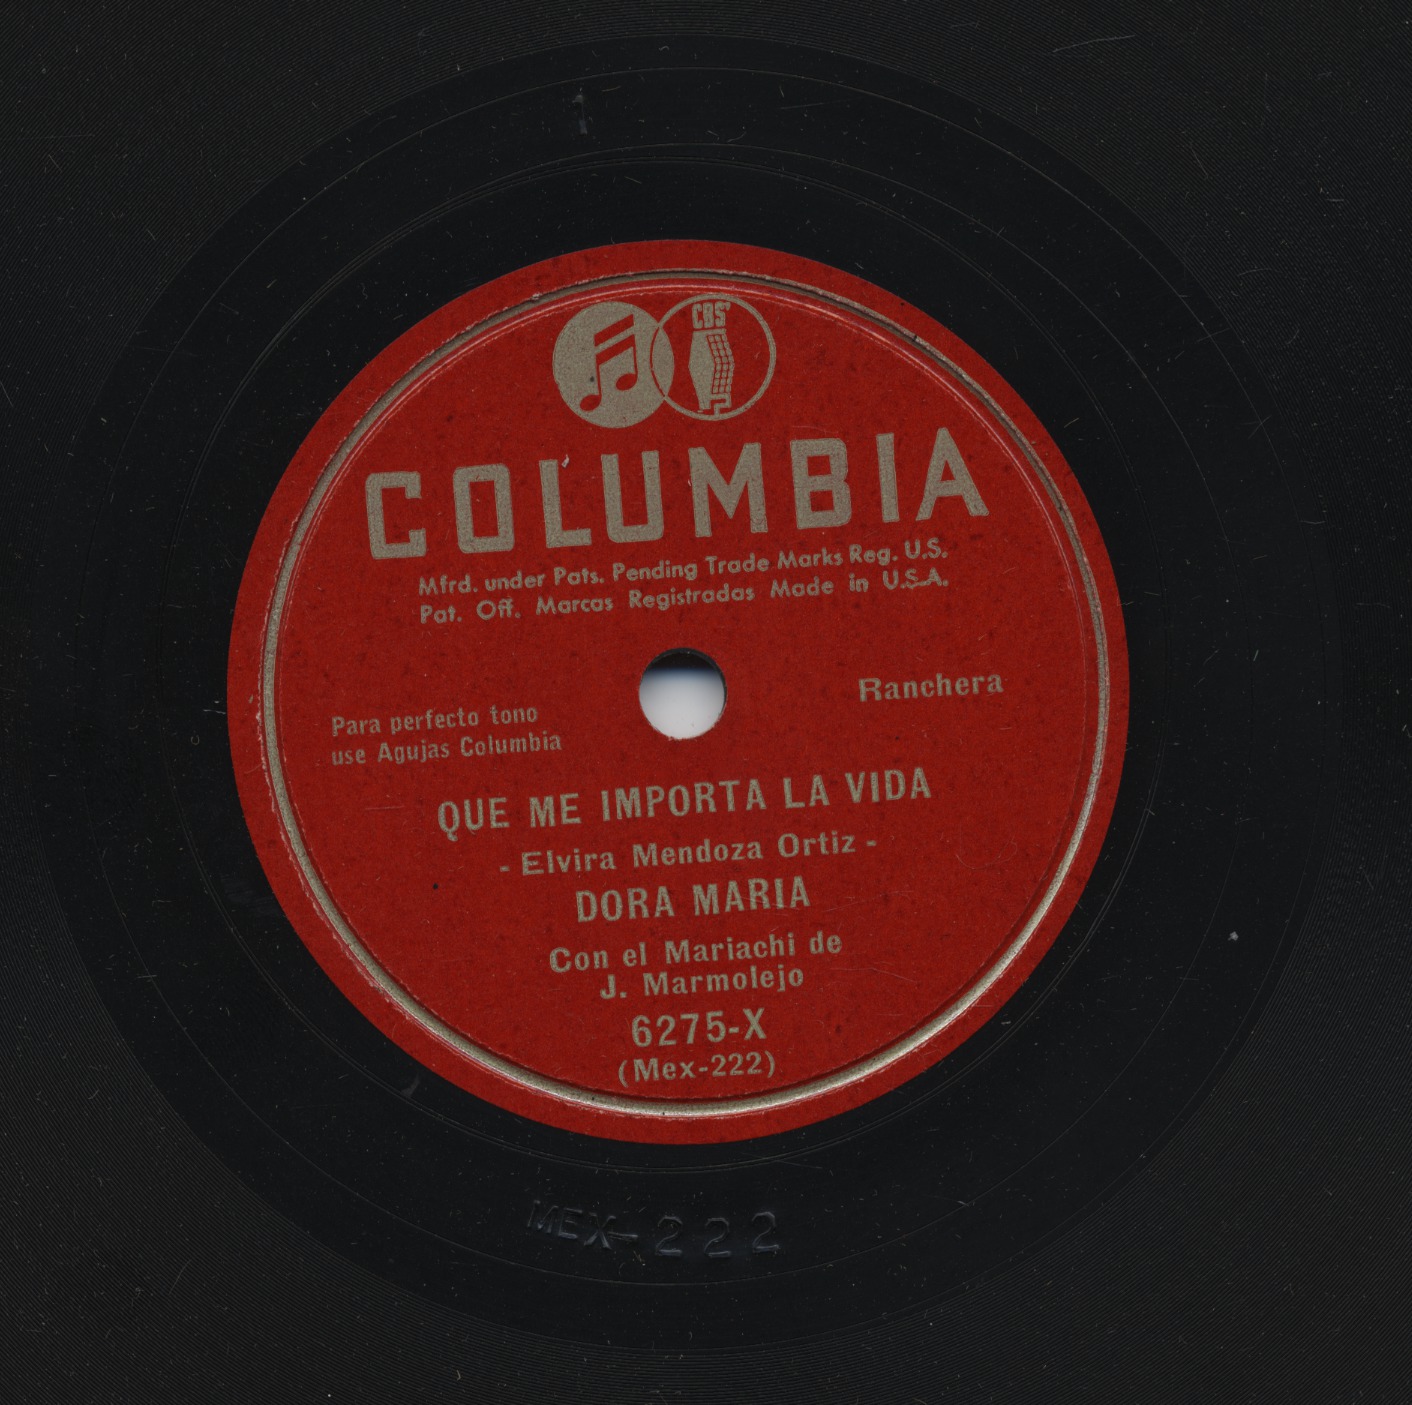 CBS
COLUMBIA
Mfrd. under Pats. Pending Trade Marks Reg. U.S.
Pat. Off. Marcas Registradas Made in U.S.A.
Ranchera
Para perfecto tono
use Agujas Columbia
QUE ME IMPORTA LA VIDA
- Elvira Mendoza Ortiz -
DORA MARIA
Con el Mariachi de
J. Marmolejo
6275-X
(Mex-222)
MEX-222
1